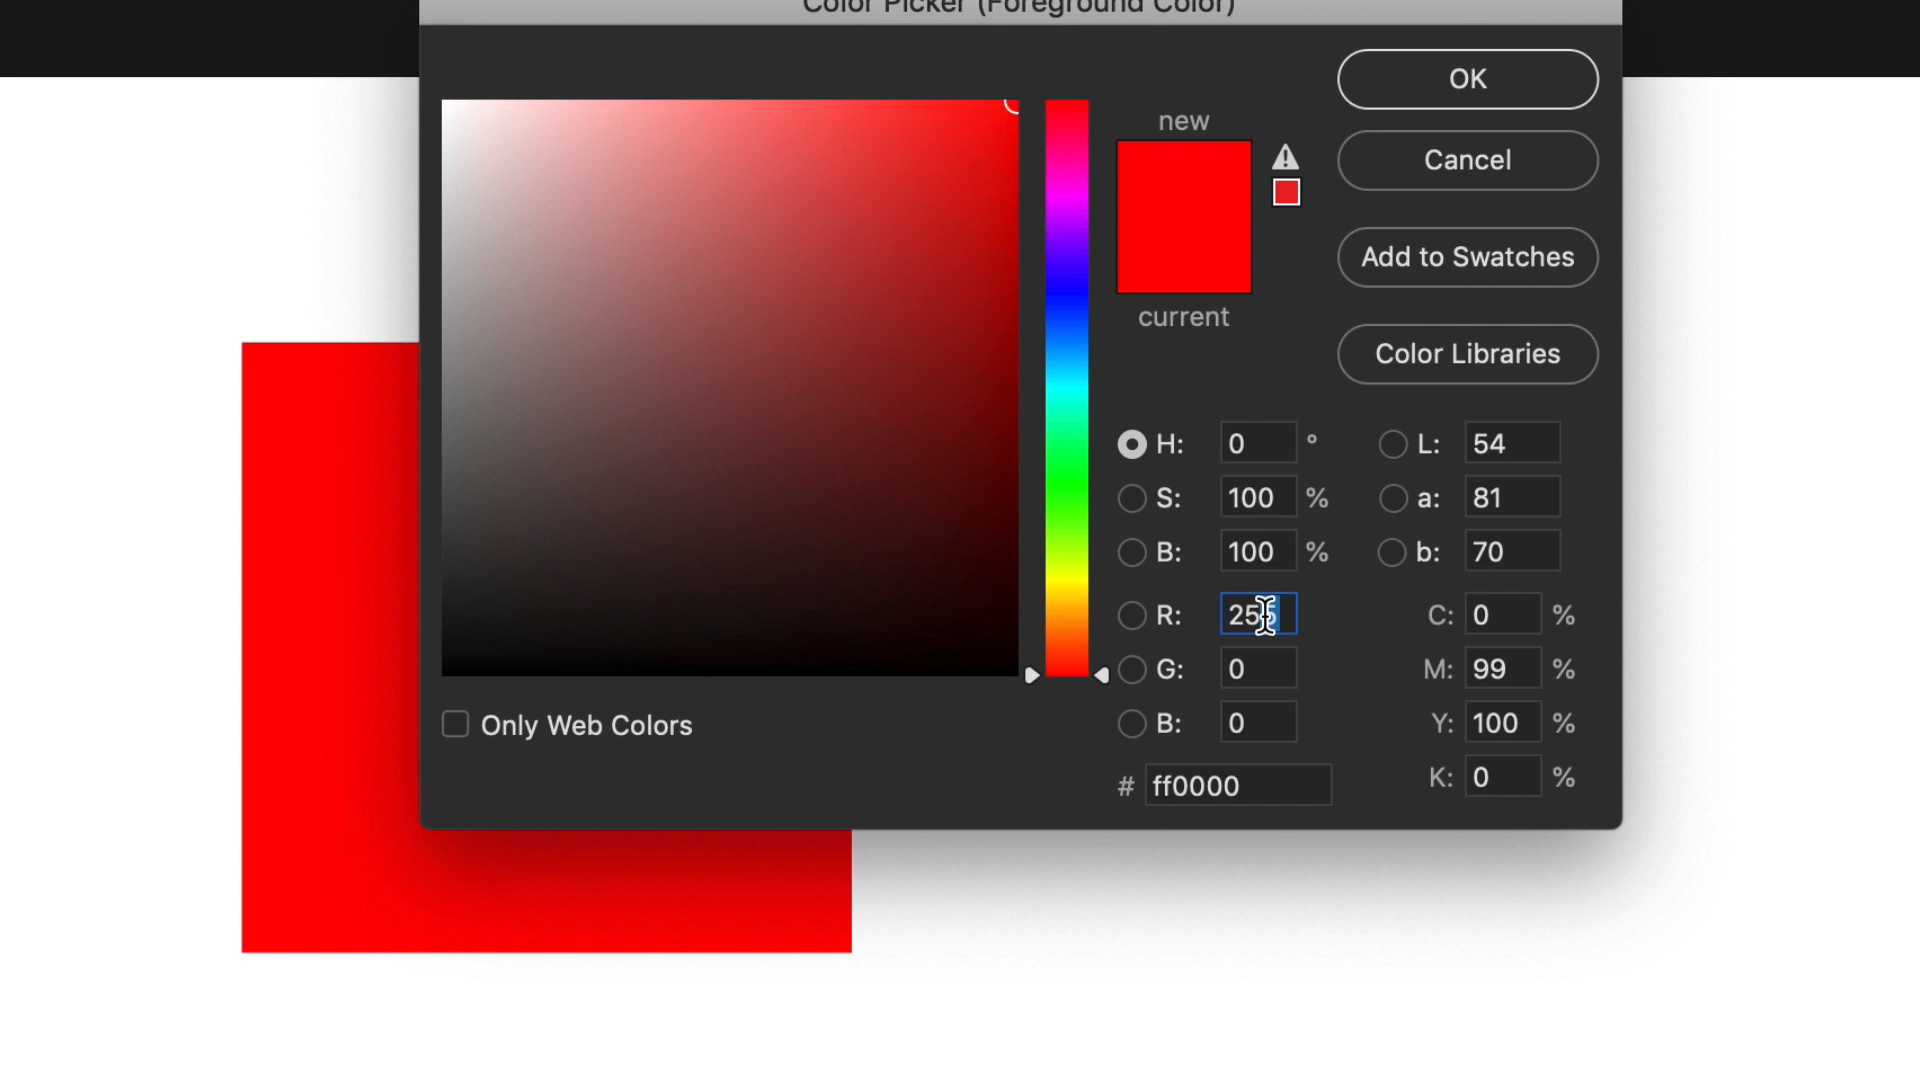 Color Picker (Foreground Color)
OK
new
Cancel
Add to Swatches
current
Color Libraries
H: 0 °
L: 54
S: 100 %
a: 81
B: 100 %
b: 70
R: 255
C: 0 %
G: 0
M: 99 %
Only Web Colors
B: 0
Y: 100 %
# ff0000
K: 0 %